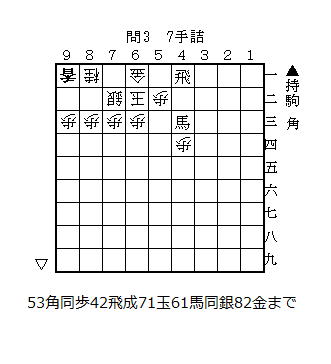 問3　7手詰
9 8 7 6 5 4 3 2 1
香 桂 金 飛 一
銀 玉 歩 二
歩 歩 歩 歩 馬 三
歩 四
五
六
七
八
九
▲持駒 角
▽
53角同歩42飛成71玉61馬同銀82金まで